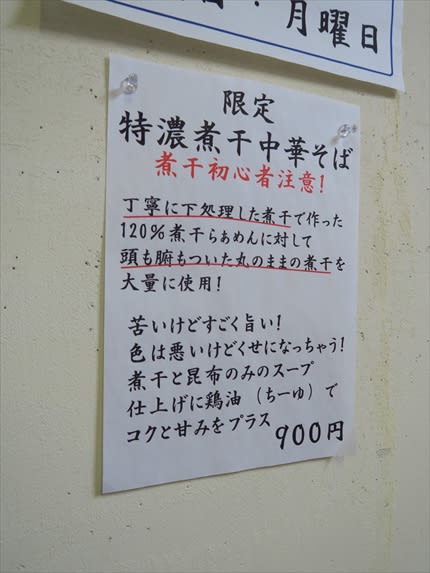 ・月曜日
限定
特濃煮干中華そば
煮干初心者注意!
丁寧に下処理した煮干で作った
120%煮干らぁめんに対して
頭も腑もついた丸のままの煮干を
大量に使用!
苦いけどすごく旨い!
色は悪いけどくせになっちゃう!
煮干と昆布のみのスープ
仕上げに鶏油(ちーゆ)で
コクと甘みをプラス
900円